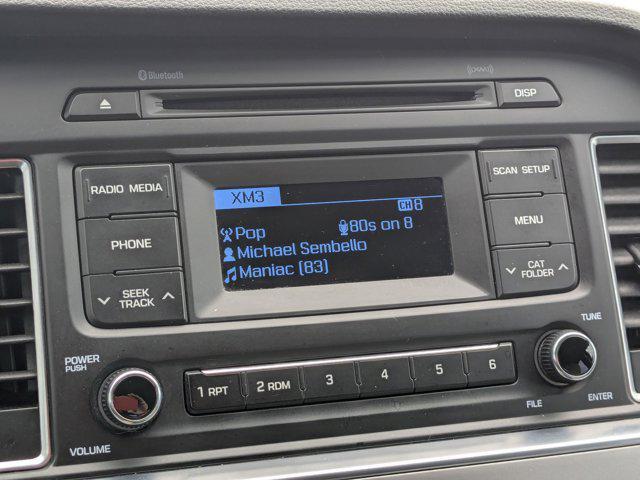 Bluetooth
((XM))
DISP
RADIO MEDIA
XM3
CH 8
SCAN SETUP
Pop
80s on 8
PHONE
Michael Sembello
MENU
Maniac (83)
SEEK
TRACK
CAT
FOLDER
TUNE
POWER
PUSH
1 RPT
2 RDM
3
4
5
6
VOLUME
FILE
ENTER